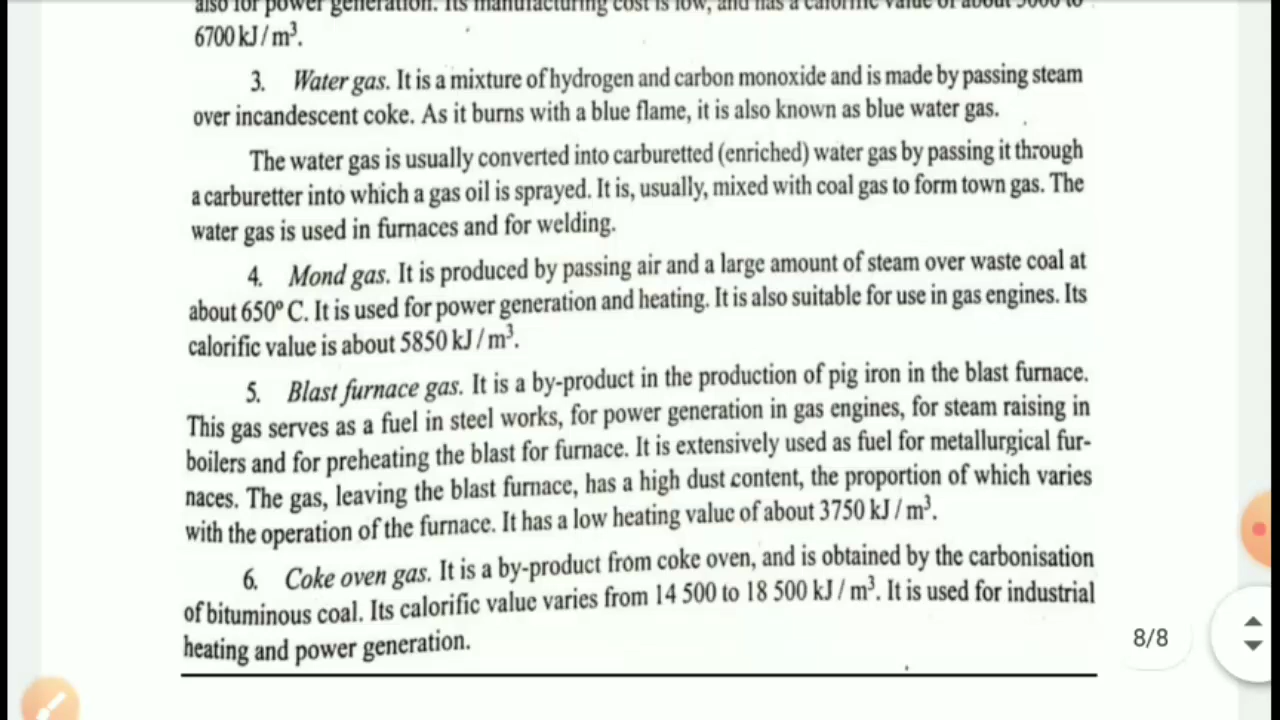 also for power generation. Its manufacturing cost is low, and has a calorific value of about 5000 to
6700 kJ / m³.
3. Water gas. It is a mixture of hydrogen and carbon monoxide and is made by passing steam
over incandescent coke. As it burns with a blue flame, it is also known as blue water gas.
The water gas is usually converted into carburetted (enriched) water gas by passing it through
a carburetter into which a gas oil is sprayed. It is, usually, mixed with coal gas to form town gas. The
water gas is used in furnaces and for welding.
4. Mond gas. It is produced by passing air and a large amount of steam over waste coal at
about 650° C. It is used for power generation and heating. It is also suitable for use in gas engines. Its
calorific value is about 5850 kJ / m³.
5. Blast furnace gas. It is a by-product in the production of pig iron in the blast furnace.
This gas serves as a fuel in steel works, for power generation in gas engines, for steam raising in
boilers and for preheating the blast for furnace. It is extensively used as fuel for metallurgical fur-
naces. The gas, leaving the blast furnace, has a high dust content, the proportion of which varies
with the operation of the furnace. It has a low heating value of about 3750 kJ / m³.
6. Coke oven gas. It is a by-product from coke oven, and is obtained by the carbonisation
of bituminous coal. Its calorific value varies from 14 500 to 18 500 kJ / m³. It is used for industrial
heating and power generation.
8/8